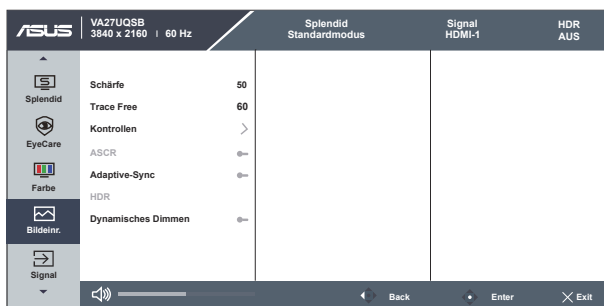 ASUS
VA27UQSB
3840 x 2160 | 60 Hz
Splendid
Standardmodus
Signal
HDMI-1
HDR
AUS
Splendid
EyeCare
Farbe
Bildeinr.
Signal
Schärfe 50
Trace Free 60
Kontrollen
ASCR
Adaptive-Sync
HDR
Dynamisches Dimmen
Back
Enter
Exit